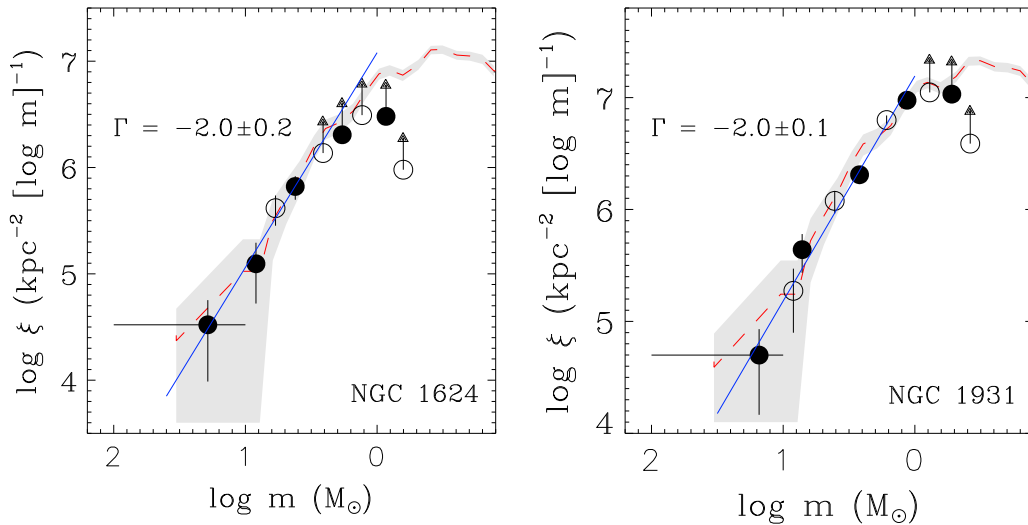 log ξ (kpc⁻² [log m]⁻¹)
7
6
5
4
Γ = −2.0±0.2
NGC 1624
2 1 0
log m (M⊙)
log ξ (kpc⁻² [log m]⁻¹)
7
6
5
4
Γ = −2.0±0.1
NGC 1931
2 1 0
log m (M⊙)